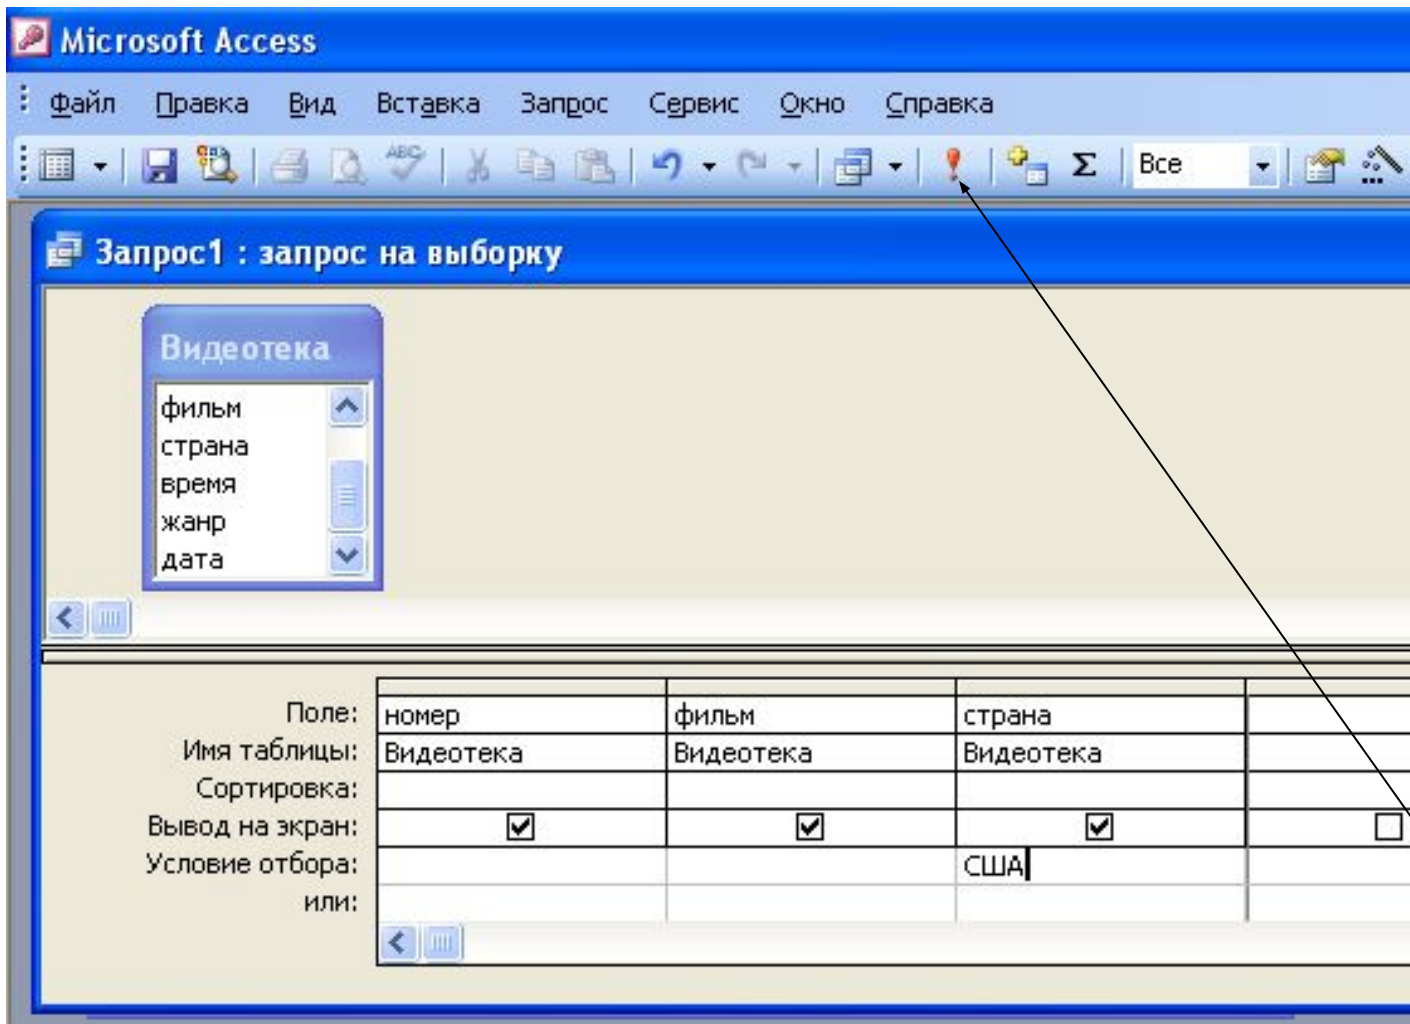 Microsoft Access
Файл Правка Вид Вставка Запрос Сервис Окно Справка
ABC Σ Все
Запрос1 : запрос на выборку
Видеотека
фильм
страна
время
жанр
дата
Поле: номер фильм страна
Имя таблицы: Видеотека Видеотека Видеотека
Сортировка:
Вывод на экран:
Условие отбора: США
или: